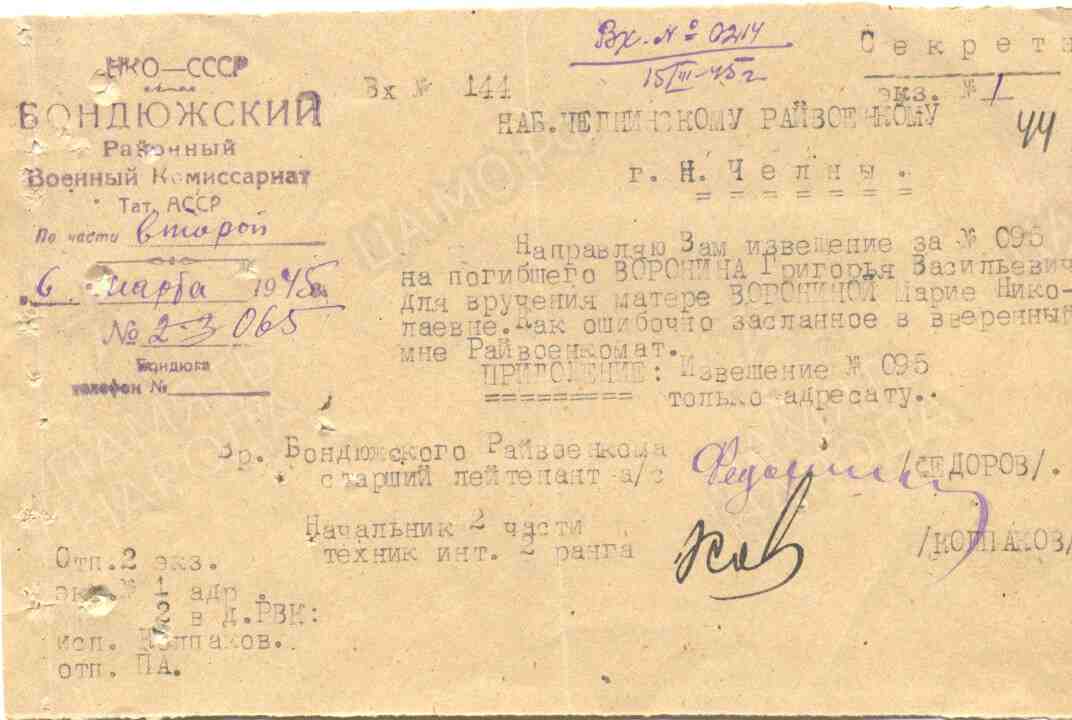 Вх. № 0214
15/III-45г
Секретн
экз. № 1
44
НКО—СССР
БОНДЮЖСКИЙ
Районный
Военный Комиссариат
Тат. АССР
По части второй
6 марта 1945г.
№ 2-3 065
Бондюга
телефон №
Вх № 144
НАБ.ЧЕЛНИНСКОМУ РАЙВОЕНКОМУ
г. Н. Челны.
Направляю Вам извещение за № 095
на погибшего ВОРОНИНА Григорья Васильевич
для вручения матере ВОРОНИНОЙ Марие Нико-
лаевне.Как ошибочно засланное в вверенный
мне Райвоенкомат.
ПРИЛОЖЕНИЕ: Извещение № 095
только адресату..
Вр. Бондюжского Райвоенкома
старший лейтенант а/с /ФЕДОРОВ/.
Начальник 2 части
техник инт. 2 ранга /КОЛПАКОВ/
Отп.2 экз.
экз.№ 1 адр.
2 в д.РВК:
исп. Колпаков.
отп. ПА.